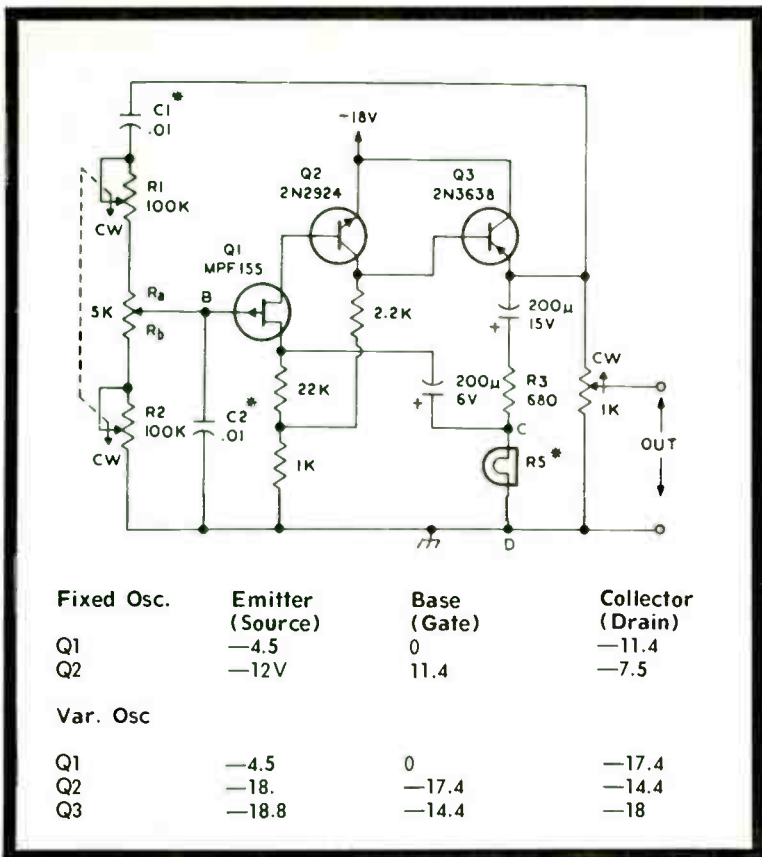 C1*
.01
-18V
Q2
2N2924
Q3
2N3638
R1
100K
CW
Q1
MPF155
5K
Ra
B
Rb
2.2K
200μ
15V
+
CW
22K
200μ
6V
+
R3
680
1K
C2*
.01
R2
100K
CW
C
1K
R5*
OUT
D
Fixed Osc. Emitter Base Collector
(Source) (Gate) (Drain)
Q1 —4.5 0 —11.4
Q2 —12V 11.4 —7.5
Var. Osc
Q1 —4.5 0 —17.4
Q2 —18. —17.4 —14.4
Q3 —18.8 —14.4 —18